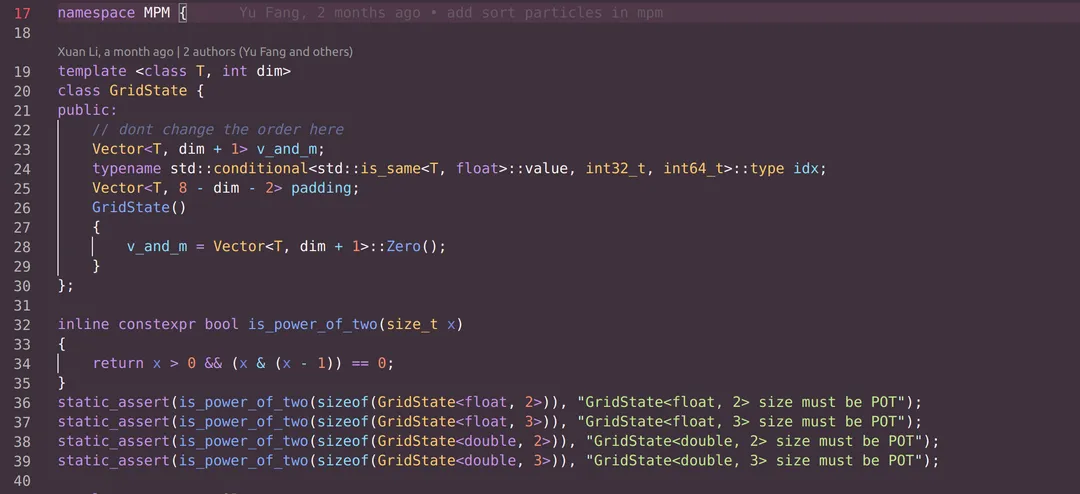 17 namespace MPM { Yu Fang, 2 months ago • add sort particles in mpm
18
Xuan Li, a month ago | 2 authors (Yu Fang and others)
19 template <class T, int dim>
20 class GridState {
21 public:
22 // dont change the order here
23 Vector<T, dim + 1> v_and_m;
24 typename std::conditional<std::is_same<T, float>::value, int32_t, int64_t>::type idx;
25 Vector<T, 8 - dim - 2> padding;
26 GridState()
27 {
28 v_and_m = Vector<T, dim + 1>::Zero();
29 }
30 };
31
32 inline constexpr bool is_power_of_two(size_t x)
33 {
34 return x > 0 && (x & (x - 1)) == 0;
35 }
36 static_assert(is_power_of_two(sizeof(GridState<float, 2>)), "GridState<float, 2> size must be POT");
37 static_assert(is_power_of_two(sizeof(GridState<float, 3>)), "GridState<float, 3> size must be POT");
38 static_assert(is_power_of_two(sizeof(GridState<double, 2>)), "GridState<double, 2> size must be POT");
39 static_assert(is_power_of_two(sizeof(GridState<double, 3>)), "GridState<double, 3> size must be POT");
40